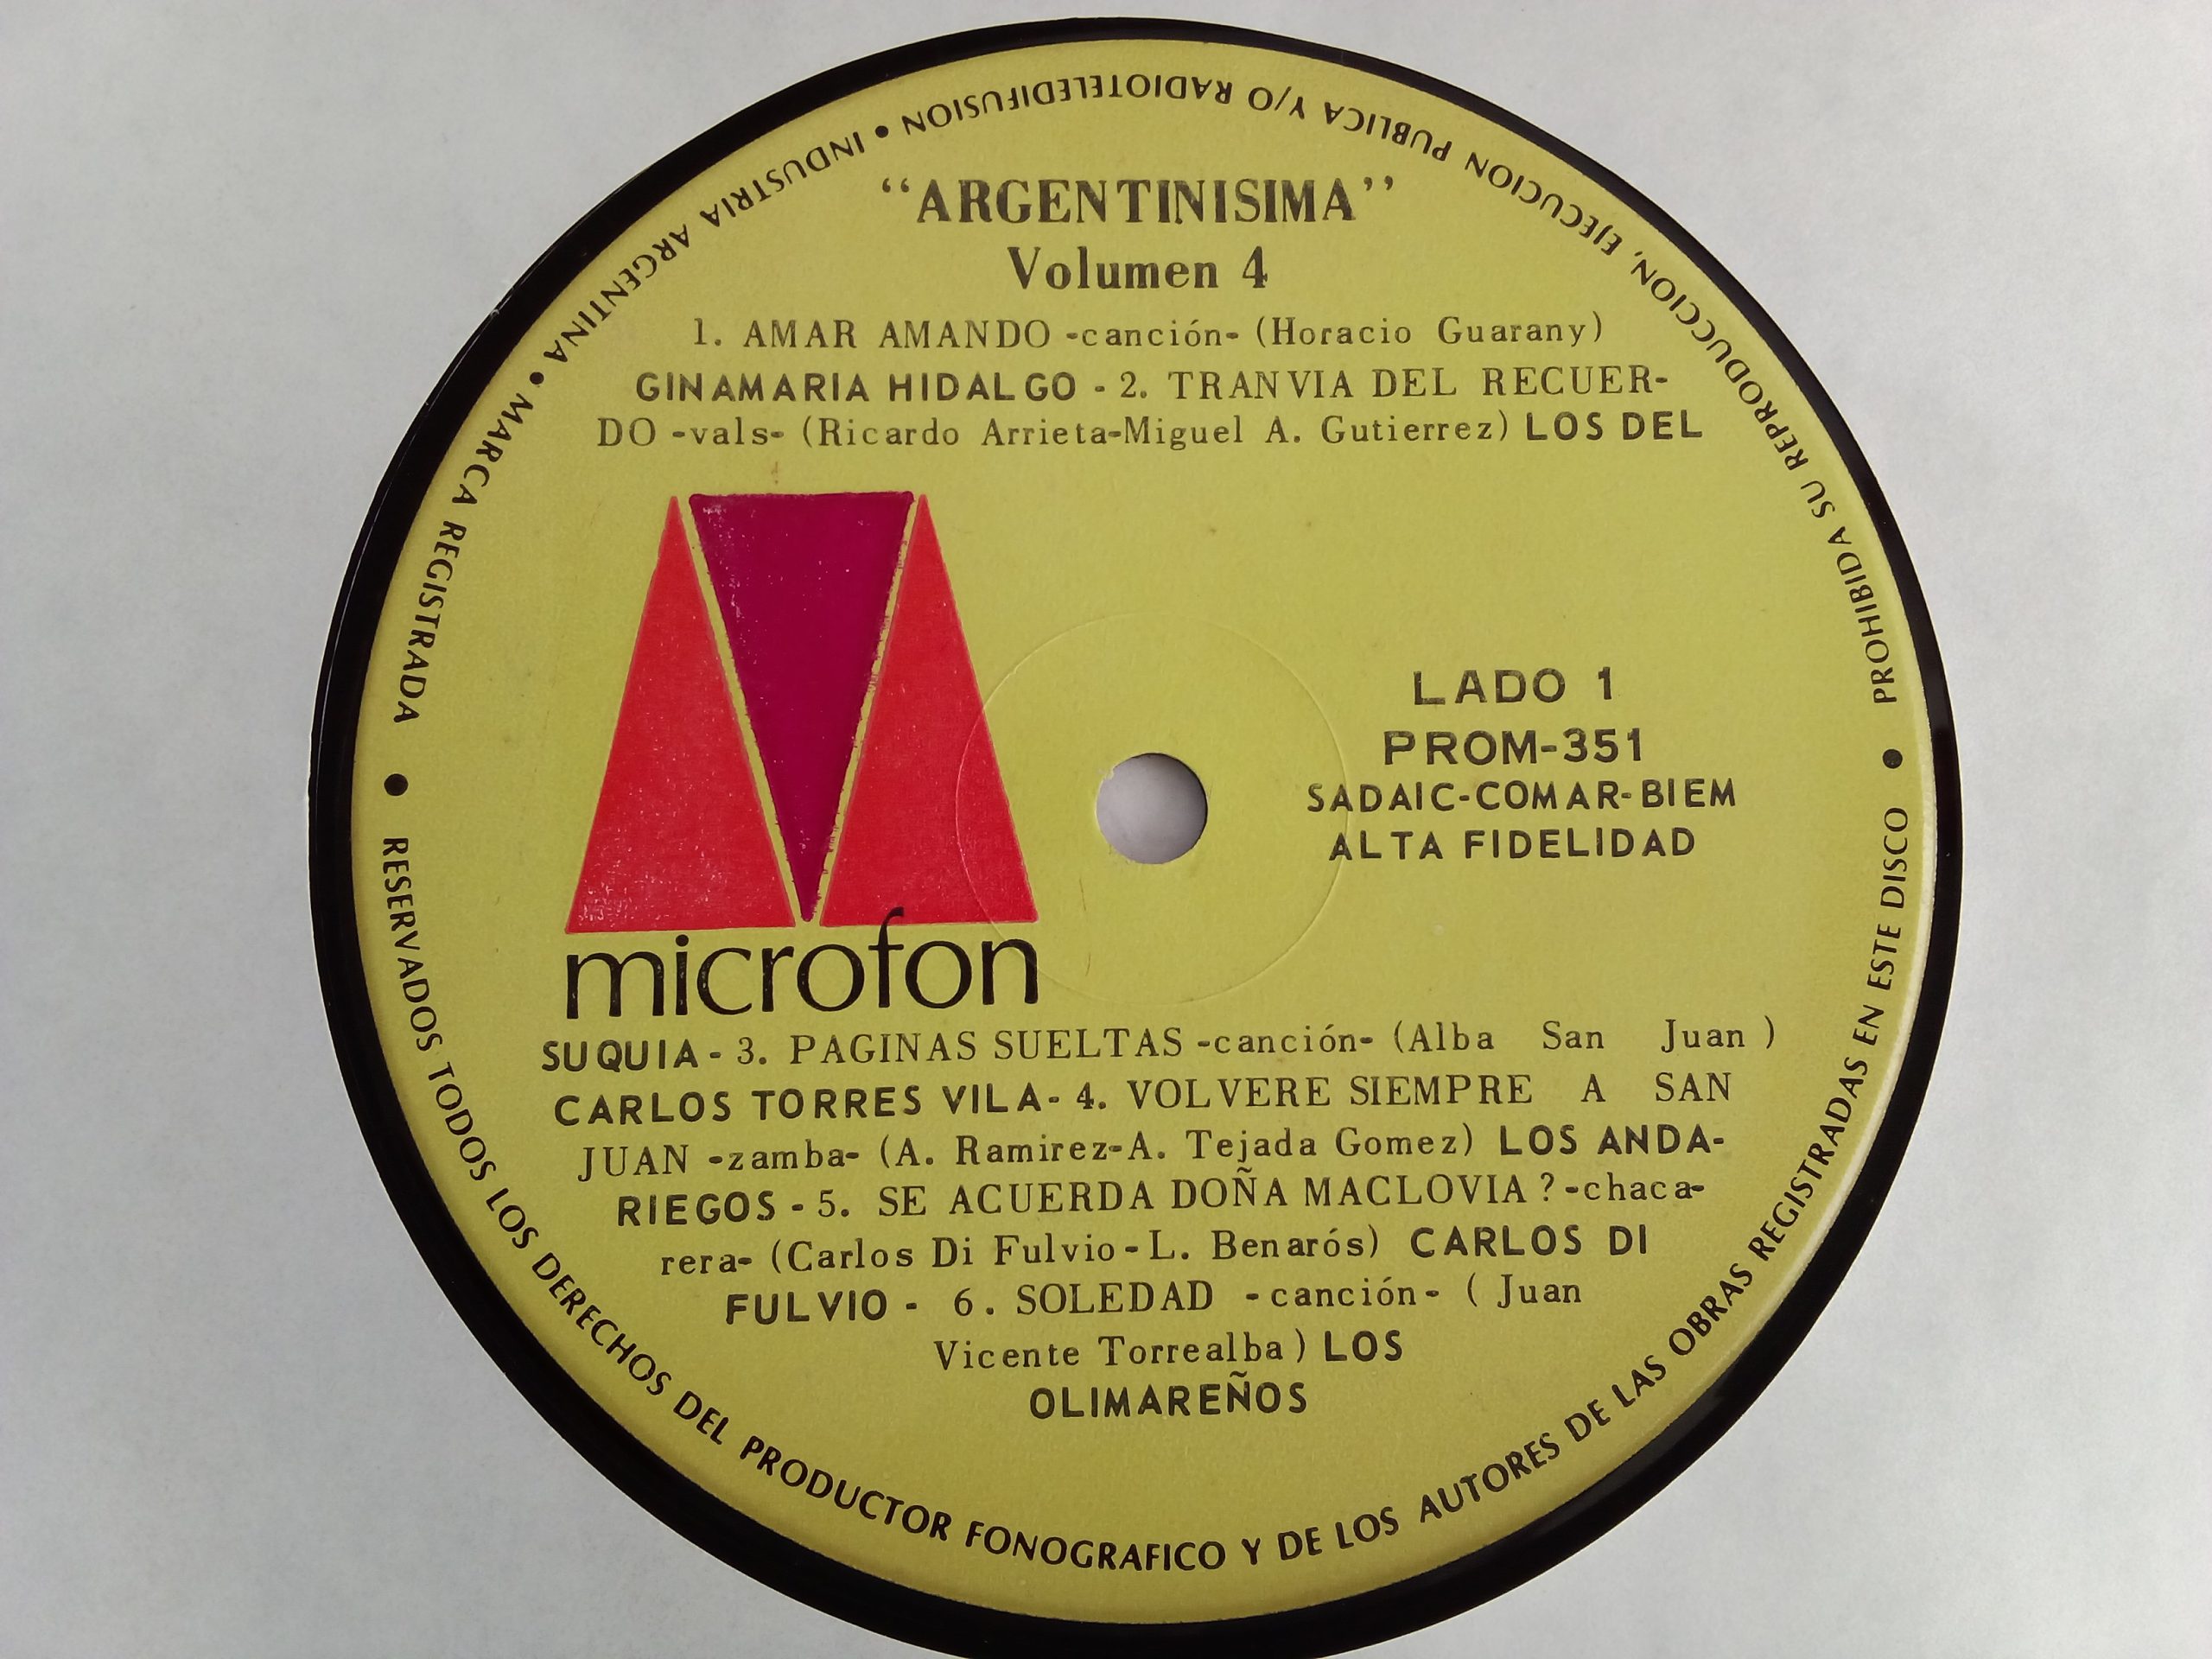 "ARGENTINISIMA"
Volumen 4
1. AMAR AMANDO -canción- (Horacio Guarany)
GINAMARIA HIDALGO - 2. TRANVIA DEL RECUER-
DO -vals- (Ricardo Arrieta-Miguel A. Gutierrez) LOS DEL
microfon
LADO 1
PROM-351
SADAIC-COMAR-BIEM
ALTA FIDELIDAD
SUQUIA - 3. PAGINAS SUELTAS -canción- (Alba San Juan )
CARLOS TORRES VILA- 4. VOLVERE SIEMPRE A SAN
JUAN -zamba- (A. Ramirez-A. Tejada Gomez) LOS ANDA-
RIEGOS - 5. SE ACUERDA DOÑA MACLOVIA ? -chaca-
rera- (Carlos Di Fulvio - L. Benarós) CARLOS DI
FULVIO - 6. SOLEDAD -canción- ( Juan
Vicente Torrealba ) LOS
OLIMAREÑOS
RESERVADOS TODOS LOS DERECHOS DEL PRODUCTOR FONOGRAFICO Y DE LOS AUTORES DE LAS OBRAS REGISTRADAS EN ESTE DISCO • PROHIBIDA SU REPRODUCCION, EJECUCION PUBLICA Y/O RADIOTELEDIFUSION • INDUSTRIA ARGENTINA • MARCA REGISTRADA •